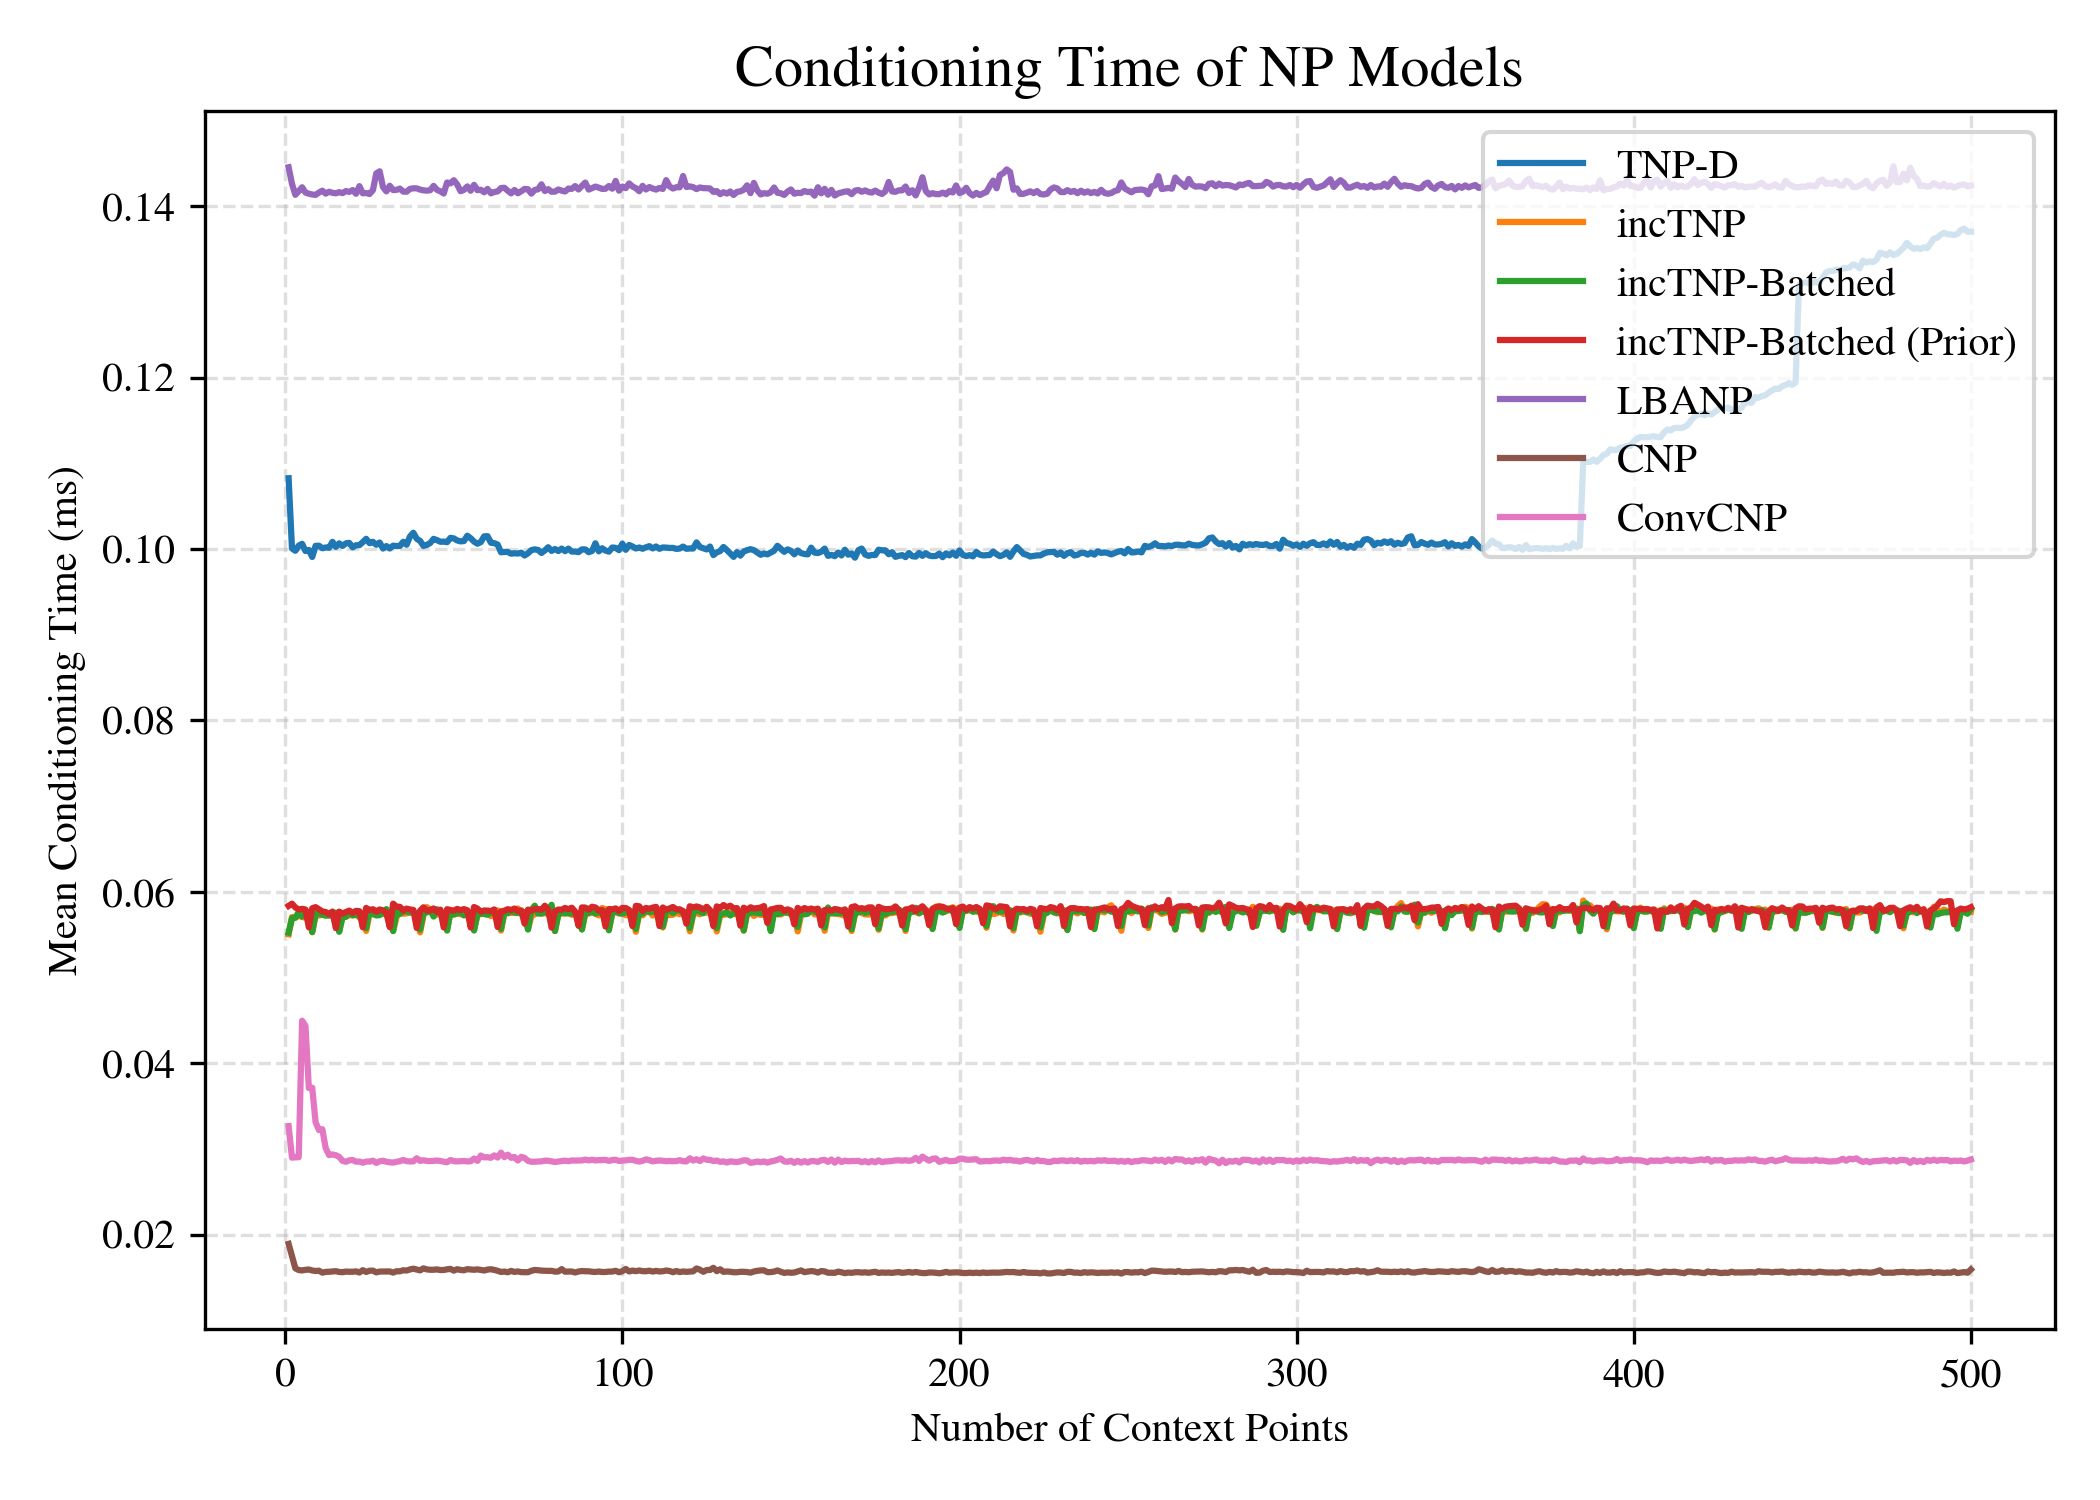 Conditioning Time of NP Models
Mean Conditioning Time (ms)
0.14
0.12
0.10
0.08
0.06
0.04
0.02
TNP-D
incTNP
incTNP-Batched
incTNP-Batched (Prior)
LBANP
CNP
ConvCNP
0 100 200 300 400 500
Number of Context Points